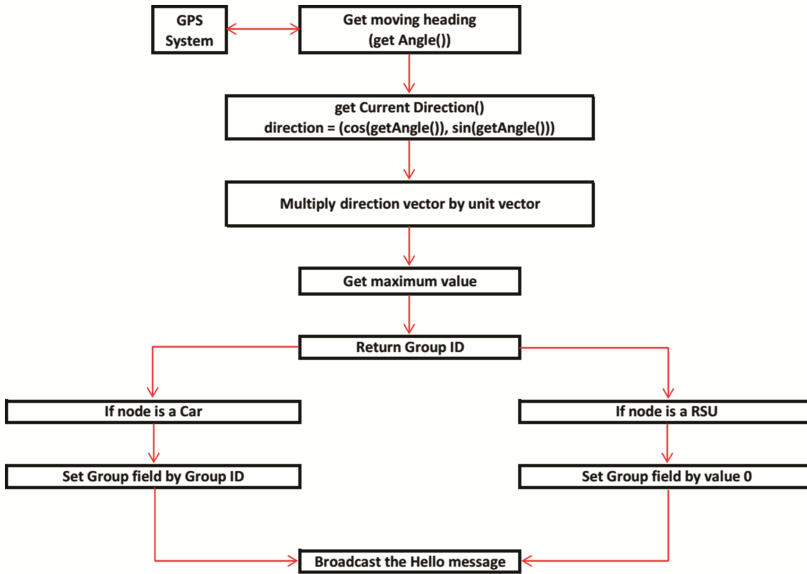 GPS
System
Get moving heading
(get Angle())
get Current Direction()
direction = (cos(getAngle()), sin(getAngle()))
Multiply direction vector by unit vector
Get maximum value
Return Group ID
If node is a Car
If node is a RSU
Set Group field by Group ID
Set Group field by value 0
Broadcast the Hello message